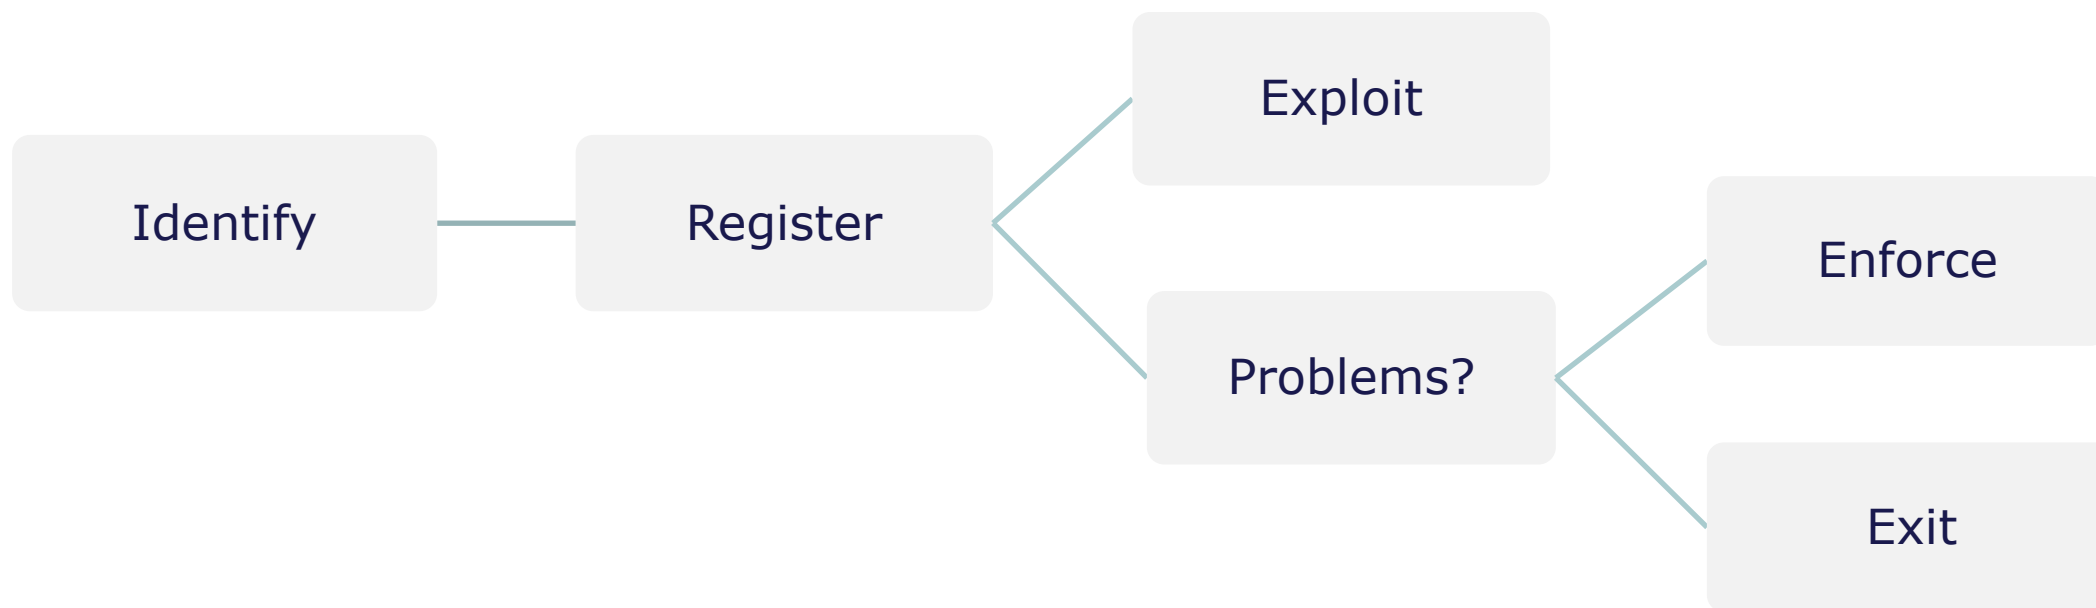 Identify
Register
Exploit
Problems?
Enforce
Exit